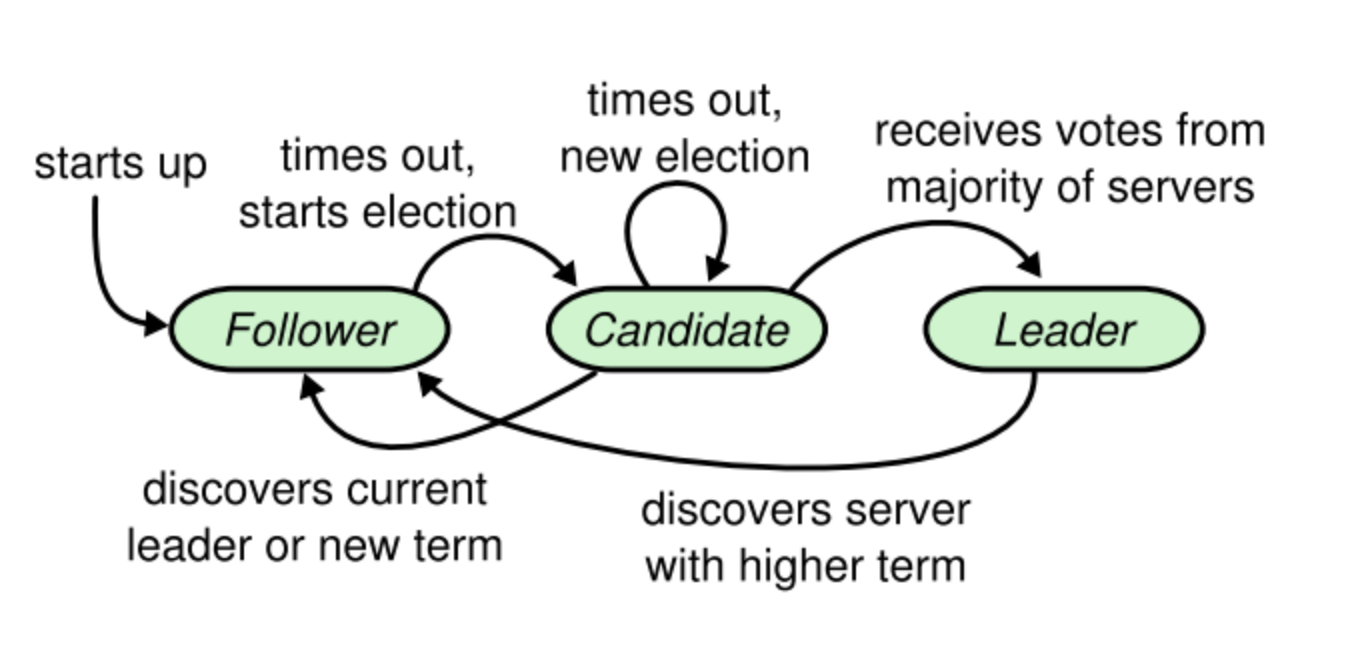 starts up
times out,
starts election
times out,
new election
receives votes from
majority of servers
Follower
Candidate
Leader
discovers current
leader or new term
discovers server
with higher term